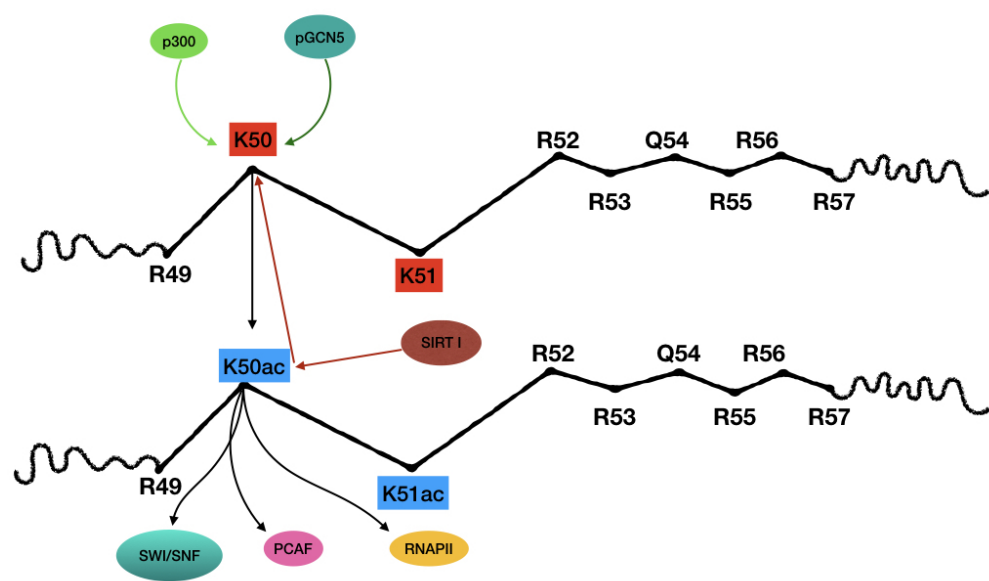 p300
pGCN5
K50
R52
Q54
R56
R53
R55
R57
R49
K51
SIRT I
K50ac
R52
Q54
R56
R53
R55
R57
R49
K51ac
SWI/SNF
PCAF
RNAPII